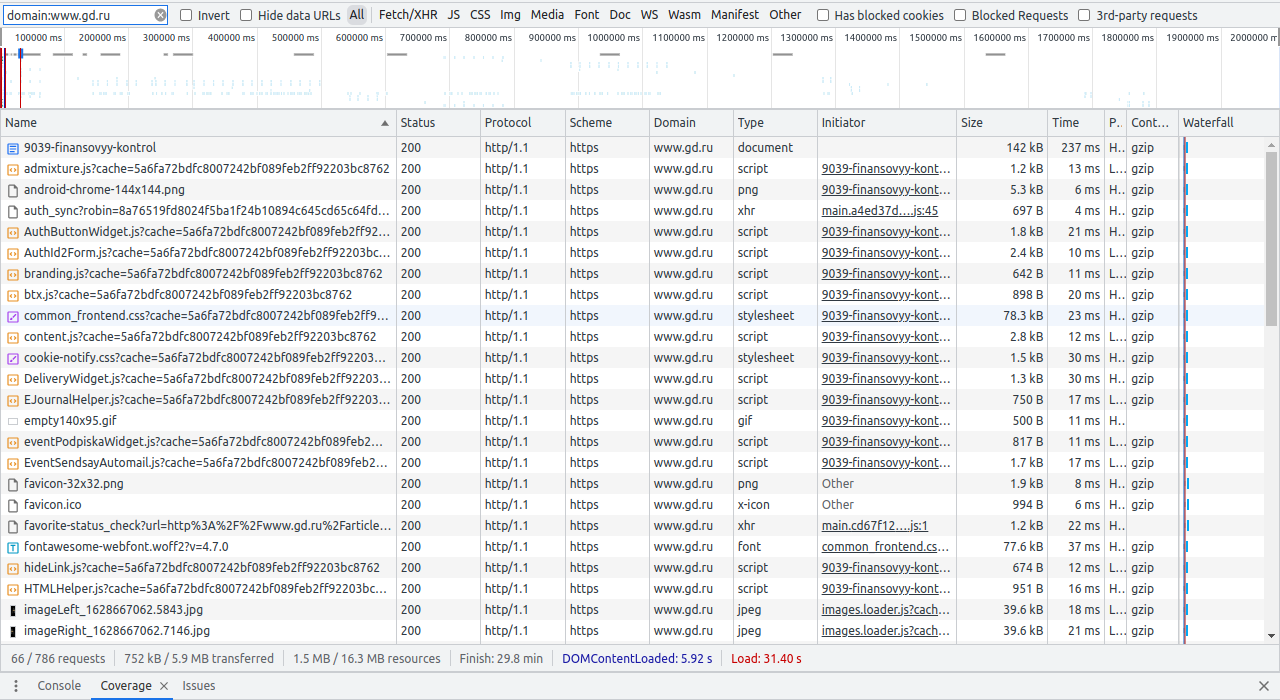 domain:www.gd.ru Invert Hide data URLs All Fetch/XHR JS CSS Img Media Font Doc WS Wasm Manifest Other Has blocked cookies Blocked Requests 3rd-party requests
100000 ms 200000 ms 300000 ms 400000 ms 500000 ms 600000 ms 700000 ms 800000 ms 900000 ms 1000000 ms 1100000 ms 1200000 ms 1300000 ms 1400000 ms 1500000 ms 1600000 ms 1700000 ms 1800000 ms 1900000 ms 2000000 m
Name Status Protocol Scheme Domain Type Initiator Size Time P.. Cont... Waterfall
9039-finansovyy-kontrol 200 http/1.1 https www.gd.ru document 142 kB 237 ms H.. gzip
admixture.js?cache=5a6fa72bdfc8007242bf089feb2ff92203bc8762 200 http/1.1 https www.gd.ru script 9039-finansovyy-kont... 1.2 kB 13 ms L... gzip
android-chrome-144x144.png 200 http/1.1 https www.gd.ru png 9039-finansovyy-kont... 5.3 kB 6 ms H.. gzip
auth_sync?robin=8a76519fd8024f5ba1f24b10894c645cd65c64fd... 200 http/1.1 https www.gd.ru xhr main.a4ed37d....js:45 697 B 4 ms H.. gzip
AuthButtonWidget.js?cache=5a6fa72bdfc8007242bf089feb2ff92... 200 http/1.1 https www.gd.ru script 9039-finansovyy-kont... 1.8 kB 21 ms H.. gzip
AuthId2Form.js?cache=5a6fa72bdfc8007242bf089feb2ff92203bc... 200 http/1.1 https www.gd.ru script 9039-finansovyy-kont... 2.4 kB 10 ms L... gzip
branding.js?cache=5a6fa72bdfc8007242bf089feb2ff92203bc8762 200 http/1.1 https www.gd.ru script 9039-finansovyy-kont... 642 B 11 ms L... gzip
btx.js?cache=5a6fa72bdfc8007242bf089feb2ff92203bc8762 200 http/1.1 https www.gd.ru script 9039-finansovyy-kont... 898 B 20 ms H.. gzip
common_frontend.css?cache=5a6fa72bdfc8007242bf089feb2ff9... 200 http/1.1 https www.gd.ru stylesheet 9039-finansovyy-kont... 78.3 kB 23 ms H.. gzip
content.js?cache=5a6fa72bdfc8007242bf089feb2ff92203bc8762 200 http/1.1 https www.gd.ru script 9039-finansovyy-kont... 2.8 kB 12 ms L... gzip
cookie-notify.css?cache=5a6fa72bdfc8007242bf089feb2ff92203... 200 http/1.1 https www.gd.ru stylesheet 9039-finansovyy-kont... 1.5 kB 30 ms H.. gzip
DeliveryWidget.js?cache=5a6fa72bdfc8007242bf089feb2ff92203... 200 http/1.1 https www.gd.ru script 9039-finansovyy-kont... 1.3 kB 30 ms H.. gzip
EJournalHelper.js?cache=5a6fa72bdfc8007242bf089feb2ff92203... 200 http/1.1 https www.gd.ru script 9039-finansovyy-kont... 750 B 17 ms L... gzip
empty140x95.gif 200 http/1.1 https www.gd.ru gif 9039-finansovyy-kont... 500 B 11 ms H..
eventPodpiskaWidget.js?cache=5a6fa72bdfc8007242bf089feb2... 200 http/1.1 https www.gd.ru script 9039-finansovyy-kont... 817 B 11 ms L... gzip
EventSendsayAutomail.js?cache=5a6fa72bdfc8007242bf089feb2... 200 http/1.1 https www.gd.ru script 9039-finansovyy-kont... 1.7 kB 17 ms L... gzip
favicon-32x32.png 200 http/1.1 https www.gd.ru png Other 1.9 kB 8 ms H.. gzip
favicon.ico 200 http/1.1 https www.gd.ru x-icon Other 994 B 6 ms H.. gzip
favorite-status_check?url=http%3A%2F%2Fwww.gd.ru%2Farticle... 200 http/1.1 https www.gd.ru xhr main.cd67f12....js:1 1.2 kB 22 ms H..
fontawesome-webfont.woff2?v=4.7.0 200 http/1.1 https www.gd.ru font common_frontend.cs... 77.6 kB 37 ms H.. gzip
hideLink.js?cache=5a6fa72bdfc8007242bf089feb2ff92203bc8762 200 http/1.1 https www.gd.ru script 9039-finansovyy-kont... 674 B 12 ms L... gzip
HTMLHelper.js?cache=5a6fa72bdfc8007242bf089feb2ff92203bc... 200 http/1.1 https www.gd.ru script 9039-finansovyy-kont... 951 B 16 ms H.. gzip
imageLeft_1628667062.5843.jpg 200 http/1.1 https www.gd.ru jpeg images.loader.js?cach... 39.6 kB 18 ms L... gzip
imageRight_1628667062.7146.jpg 200 http/1.1 https www.gd.ru jpeg images.loader.js?cach... 39.6 kB 21 ms L... gzip
66 / 786 requests 752 kB / 5.9 MB transferred 1.5 MB / 16.3 MB resources Finish: 29.8 min DOMContentLoaded: 5.92 s Load: 31.40 s
Console Coverage Issues